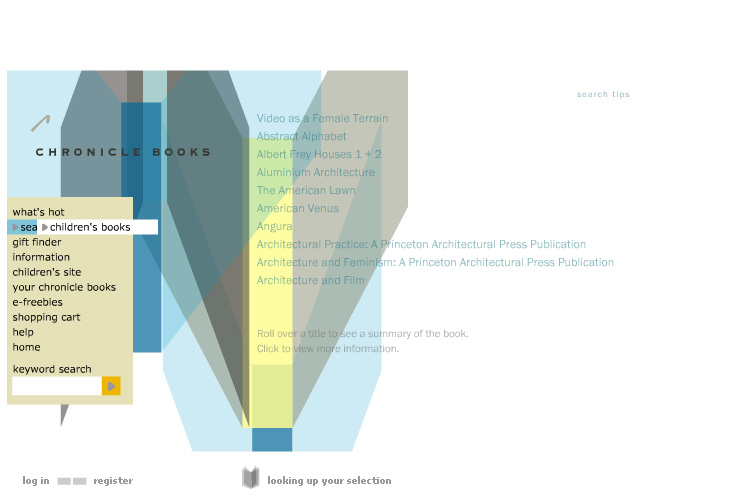 search tips
Video as a Female Terrain
Abstract Alphabet
CHRONICLE BOOKS
Albert Frey Houses 1 + 2
Aluminium Architecture
The American Lawn
American Venus
Angura
Architectural Practice: A Princeton Architectural Press Publication
Architecture and Feminism: A Princeton Architectural Press Publication
Architecture and Film
what's hot
sea children's books
gift finder
information
children's site
your chronicle books
e-freebies
shopping cart
help
home
keyword search
Roll over a title to see a summary of the book.
Click to view more information.
log in register
looking up your selection